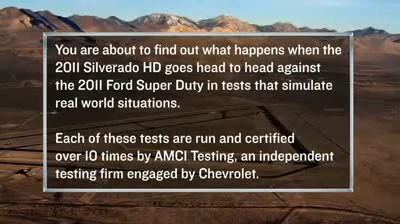 You are about to find out what happens when the
2011 Silverado HD goes head to head against
the 2011 Ford Super Duty in tests that simulate
real world situations.
Each of these tests are run and certified
over 10 times by AMCI Testing, an independent
testing firm engaged by Chevrolet.